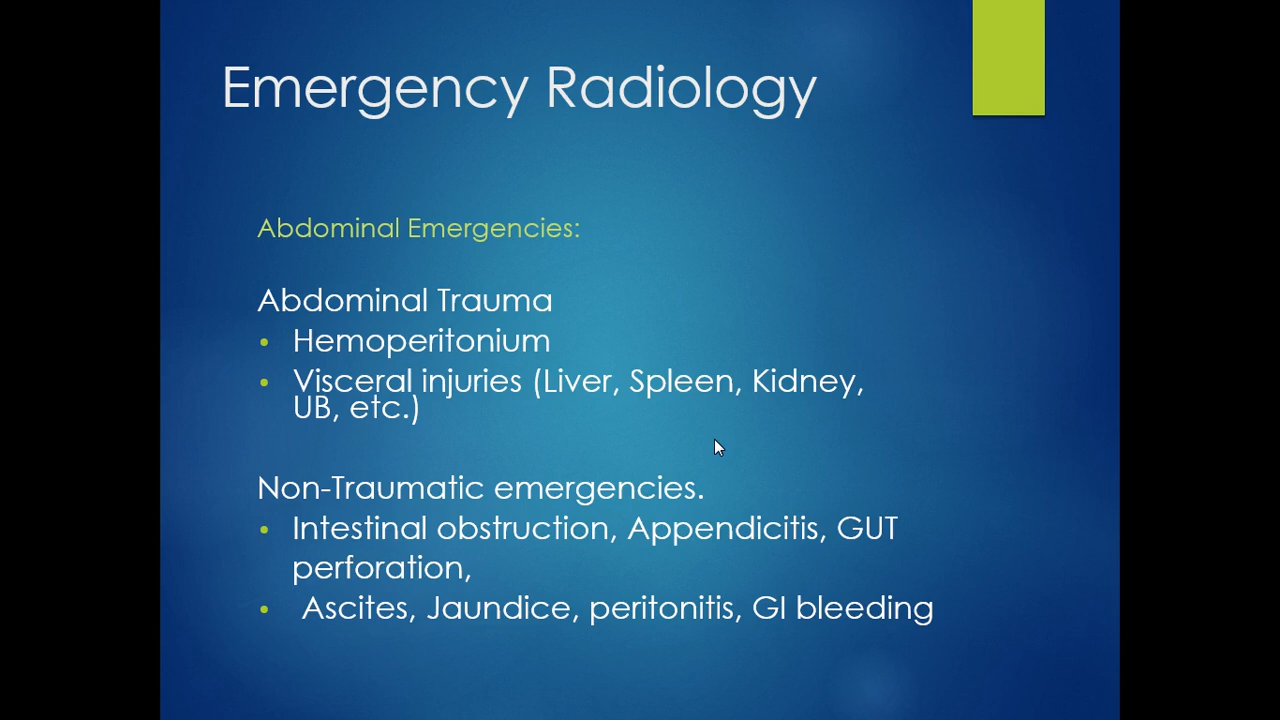 Emergency Radiology
Abdominal Emergencies:
Abdominal Trauma
• Hemoperitonium
• Visceral injuries (Liver, Spleen, Kidney,
UB, etc.)
Non-Traumatic emergencies.
• Intestinal obstruction, Appendicitis, GUT
perforation,
• Ascites, Jaundice, peritonitis, GI bleeding